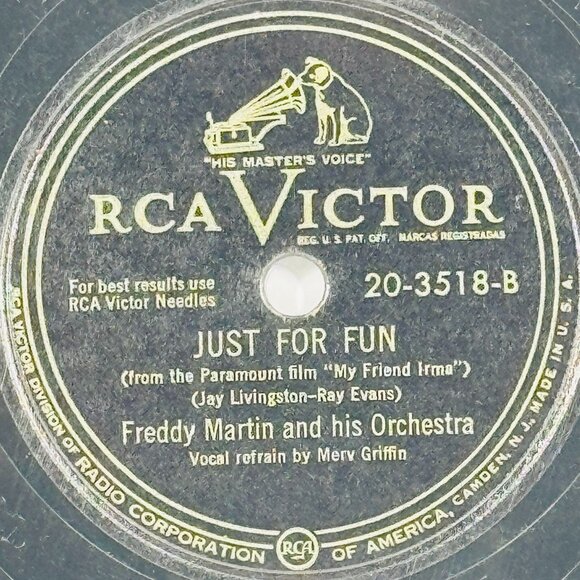 "HIS MASTER'S VOICE"
RCA VICTOR
REG. U. S. PAT. OFF. MARCAS REGISTRADAS
For best results use
RCA Victor Needles
20-3518-B
JUST FOR FUN
(from the Paramount film "My Friend Irma")
(Jay Livingston–Ray Evans)
Freddy Martin and his Orchestra
Vocal refrain by Merv Griffin
RCA VICTOR DIVISION OF RADIO CORPORATION OF AMERICA, CAMDEN, N. J. MADE IN U. S. A.
RCA